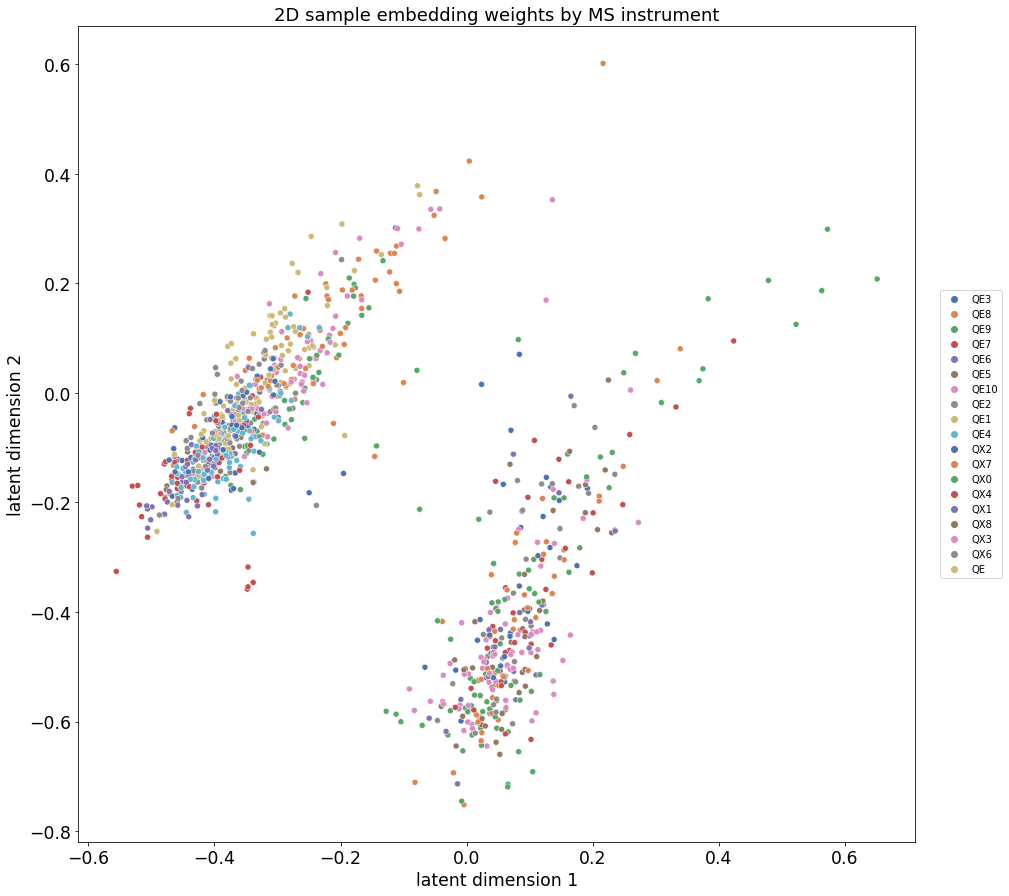 2D sample embedding weights by MS instrument
latent dimension 2
0.6
0.4
0.2
0.0
−0.2
−0.4
−0.6
−0.8
−0.6
−0.4
−0.2
0.0
0.2
0.4
0.6
latent dimension 1
QE3
QE8
QE9
QE7
QE6
QE5
QE10
QE2
QE1
QE4
QX2
QX7
QX0
QX4
QX1
QX8
QX3
QX6
QE